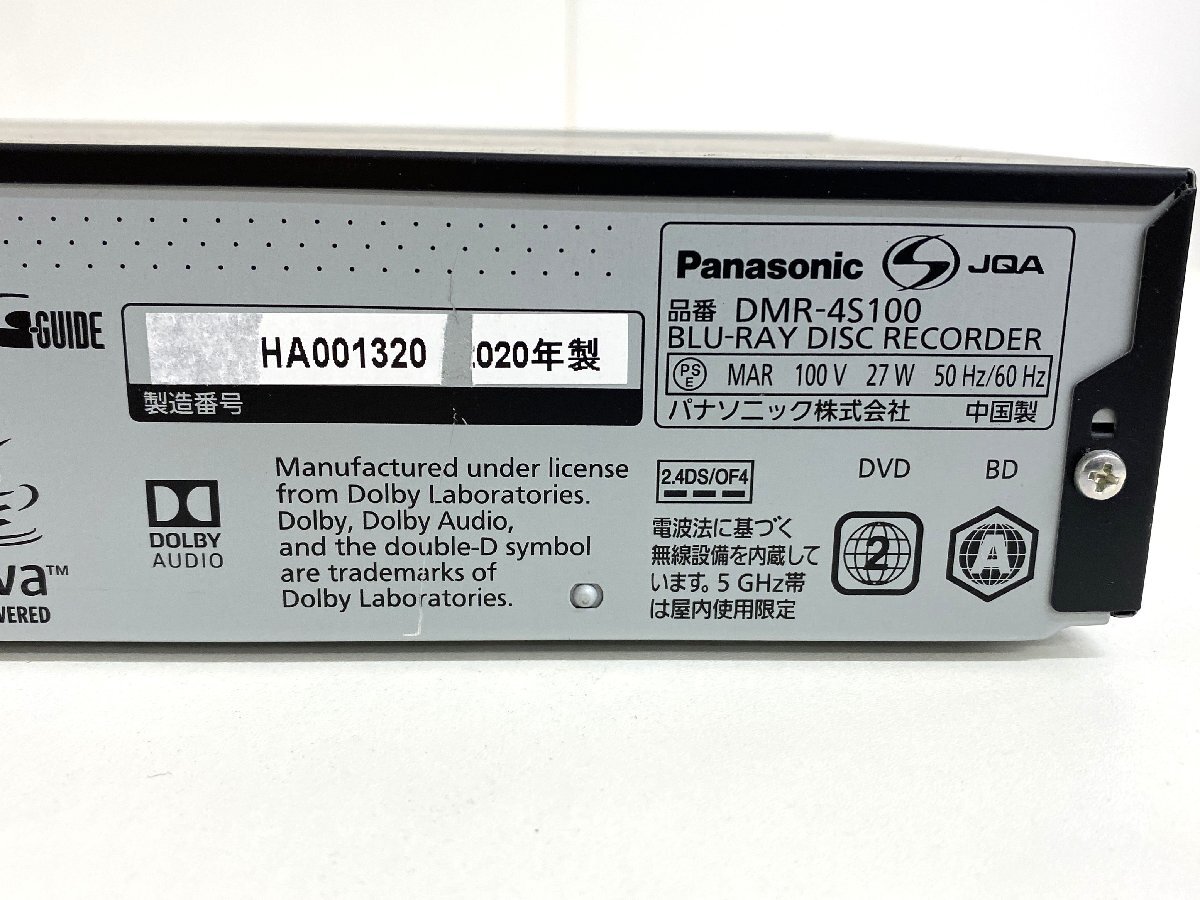 Panasonic JQA
品番 DMR-4S100
BLU-RAY DISC RECORDER
PS E MAR 100 V 27 W 50 Hz/60 Hz
パナソニック株式会社 中国製
G-GUIDE
HA001320 020年製
製造番号
DOLBY
AUDIO
Manufactured under license
from Dolby Laboratories.
Dolby, Dolby Audio,
and the double-D symbol
are trademarks of
Dolby Laboratories.
2.4DS/OF4
電波法に基づく
無線設備を内蔵して
います。5 GHz帯
は屋内使用限定
DVD BD
2 A
va™
WERED